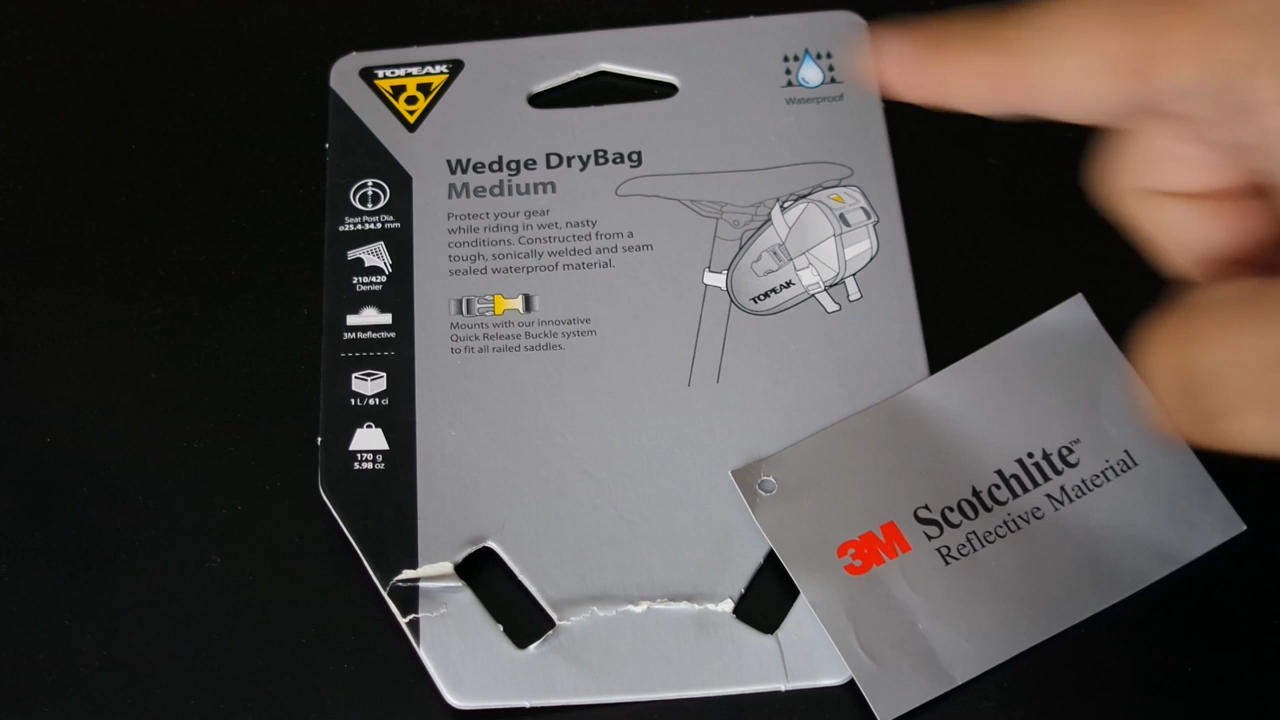 TOPEAK
Waterproof
Wedge DryBag
Medium
Protect your gear
while riding in wet, nasty
conditions. Constructed from a
tough, sonically welded and seam
sealed waterproof material.
Mounts with our innovative
Quick Release Buckle system
to fit all railed saddles.
TOPEAK
Seat Post Dia.
ø25.4-34.9 mm
210/420
Denier
3M Reflective
1 L / 61 ci
170 g
5.98 oz
3M Scotchlite™
Reflective Material